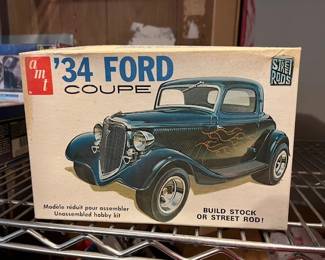 amt
'34 FORD
COUPE
STREET
RODS
Modèle réduit pour assembler
Unassembled hobby kit
BUILD STOCK
OR STREET ROD!